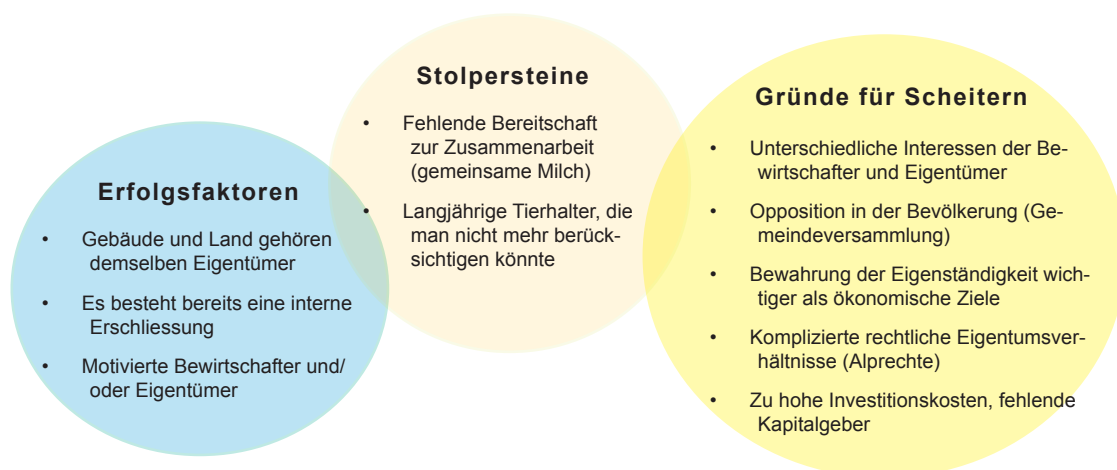 Erfolgsfaktoren
• Gebäude und Land gehören
demselben Eigentümer
• Es besteht bereits eine interne
Erschliessung
• Motivierte Bewirtschafter und/
oder Eigentümer
Stolpersteine
• Fehlende Bereitschaft
zur Zusammenarbeit
(gemeinsame Milch)
• Langjährige Tierhalter, die
man nicht mehr berück-
sichtigen könnte
Gründe für Scheitern
• Unterschiedliche Interessen der Be-
wirtschafter und Eigentümer
• Opposition in der Bevölkerung (Ge-
meindeversammlung)
• Bewahrung der Eigenständigkeit wich-
tiger als ökonomische Ziele
• Komplizierte rechtliche Eigentumsver-
hältnisse (Alprechte)
• Zu hohe Investitionskosten, fehlende
Kapitalgeber